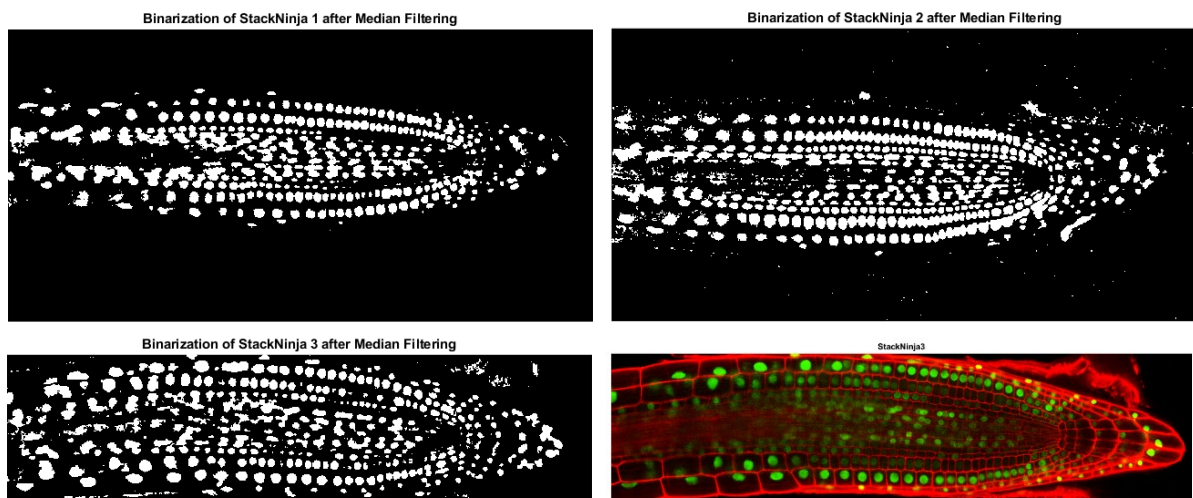 Binarization of StackNinja 1 after Median Filtering
Binarization of StackNinja 2 after Median Filtering
Binarization of StackNinja 3 after Median Filtering
StackNinja3